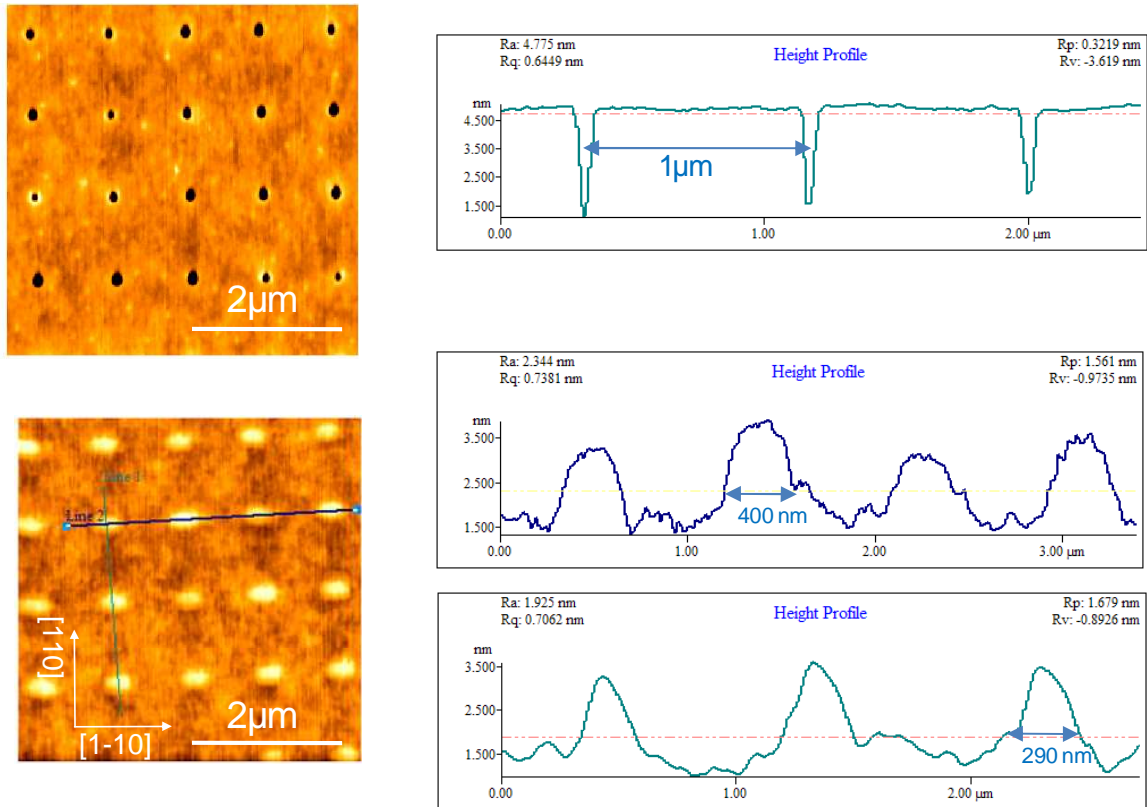 2µm
Ra: 4.775 nm
Rq: 0.6449 nm
Height Profile
Rp: 0.3219 nm
Rv: -3.619 nm
nm
4.500
3.500
2.500
1.500
1µm
0.00
1.00
2.00 µm
Line 1
Line 2
[110]
[1-10]
2µm
Ra: 2.344 nm
Rq: 0.7381 nm
Height Profile
Rp: 1.561 nm
Rv: -0.9735 nm
nm
3.500
2.500
1.500
400 nm
0.00
1.00
2.00
3.00 µm
Ra: 1.925 nm
Rq: 0.7062 nm
Height Profile
Rp: 1.679 nm
Rv: -0.8926 nm
nm
3.500
2.500
1.500
290 nm
0.00
1.00
2.00 µm